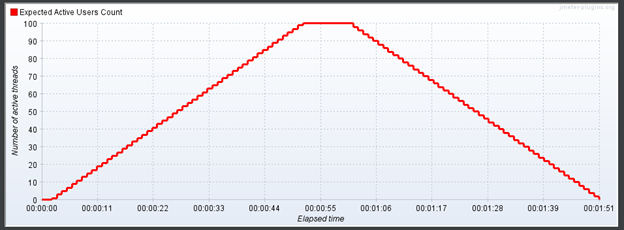 Expected Active Users Count
jmeter-plugins.org
Number of active threads
100
90
80
70
60
50
40
30
20
10
0
00:00:00 00:00:11 00:00:22 00:00:33 00:00:44 00:00:55 00:01:06 00:01:17 00:01:28 00:01:39 00:01:51
Elapsed time